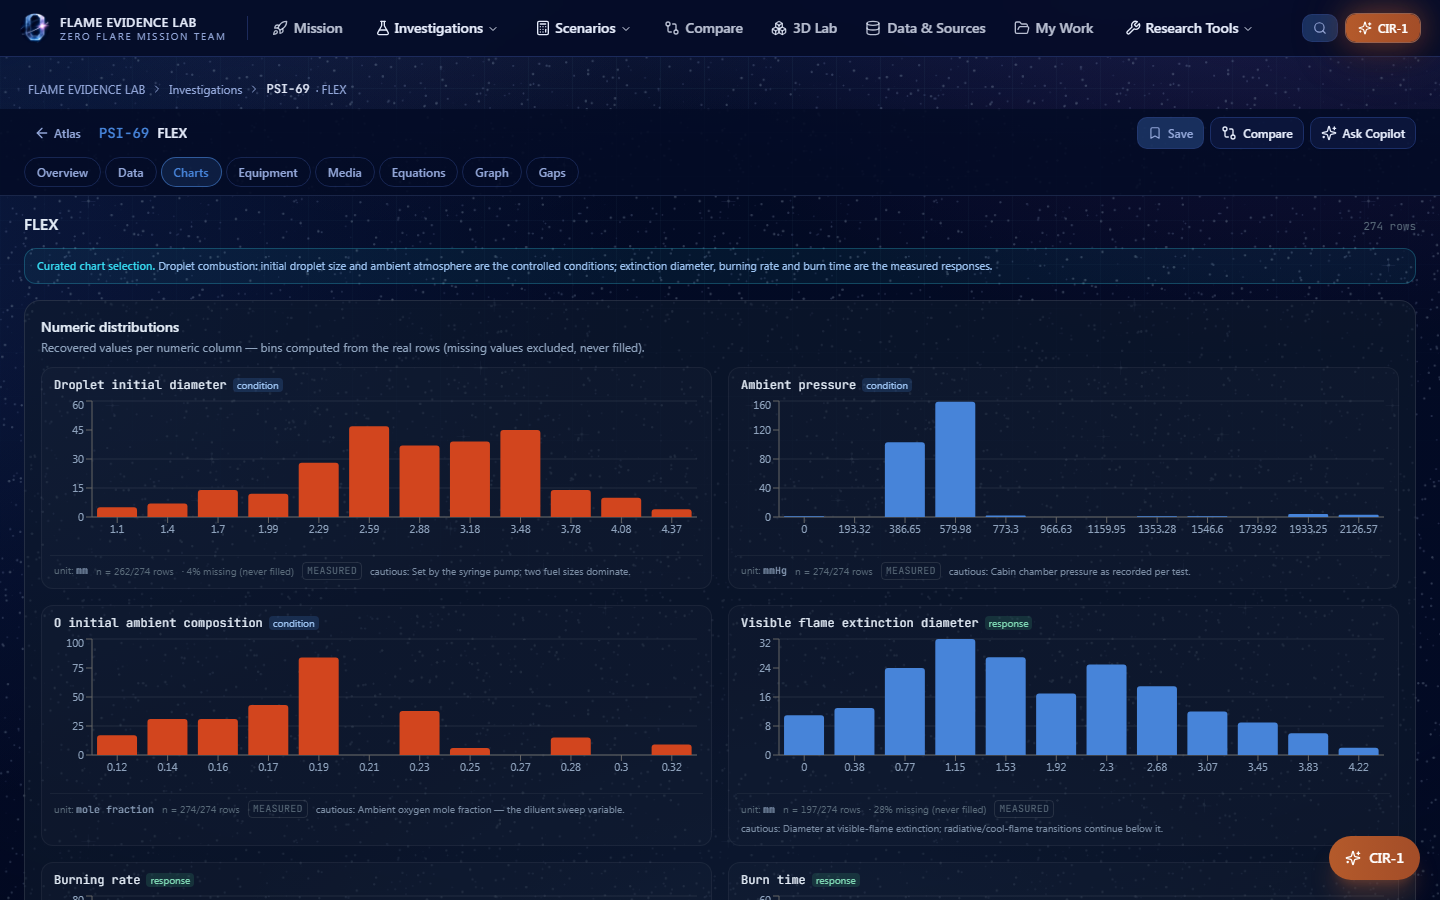 FLAME EVIDENCE LAB
ZERO FLARE MISSION TEAM
Mission
Investigations
Scenarios
Compare
3D Lab
Data & Sources
My Work
Research Tools
CIR-1
FLAME EVIDENCE LAB > Investigations > PSI-69 · FLEX
← Atlas PSI-69 FLEX
Save
Compare
Ask Copilot
Overview
Data
Charts
Equipment
Media
Equations
Graph
Gaps
FLEX
274 rows
Curated chart selection. Droplet combustion: initial droplet size and ambient atmosphere are the controlled conditions; extinction diameter, burning rate and burn time are the measured responses.
Numeric distributions
Recovered values per numeric column — bins computed from the real rows (missing values excluded, never filled).
Droplet initial diameter condition
60
45
30
15
0
1.1 1.4 1.7 1.99 2.29 2.59 2.88 3.18 3.48 3.78 4.08 4.37
unit: mm n = 262/274 rows · 4% missing (never filled) MEASURED cautious: Set by the syringe pump; two fuel sizes dominate.
Ambient pressure condition
160
120
80
40
0
0 193.32 386.65 579.98 773.3 966.63 1159.95 1353.28 1546.6 1739.92 1933.25 2126.57
unit: mmHg n = 274/274 rows MEASURED cautious: Cabin chamber pressure as recorded per test.
O initial ambient composition condition
100
75
50
25
0
0.12 0.14 0.16 0.17 0.19 0.21 0.23 0.25 0.27 0.28 0.3 0.32
unit: mole fraction n = 274/274 rows MEASURED cautious: Ambient oxygen mole fraction — the diluent sweep variable.
Visible flame extinction diameter response
32
24
16
8
0
0 0.38 0.77 1.15 1.53 1.92 2.3 2.68 3.07 3.45 3.83 4.22
unit: mm n = 197/274 rows · 28% missing (never filled) MEASURED
cautious: Diameter at visible-flame extinction; radiative/cool-flame transitions continue below it.
CIR-1
Burning rate response
80
Burn time response
60